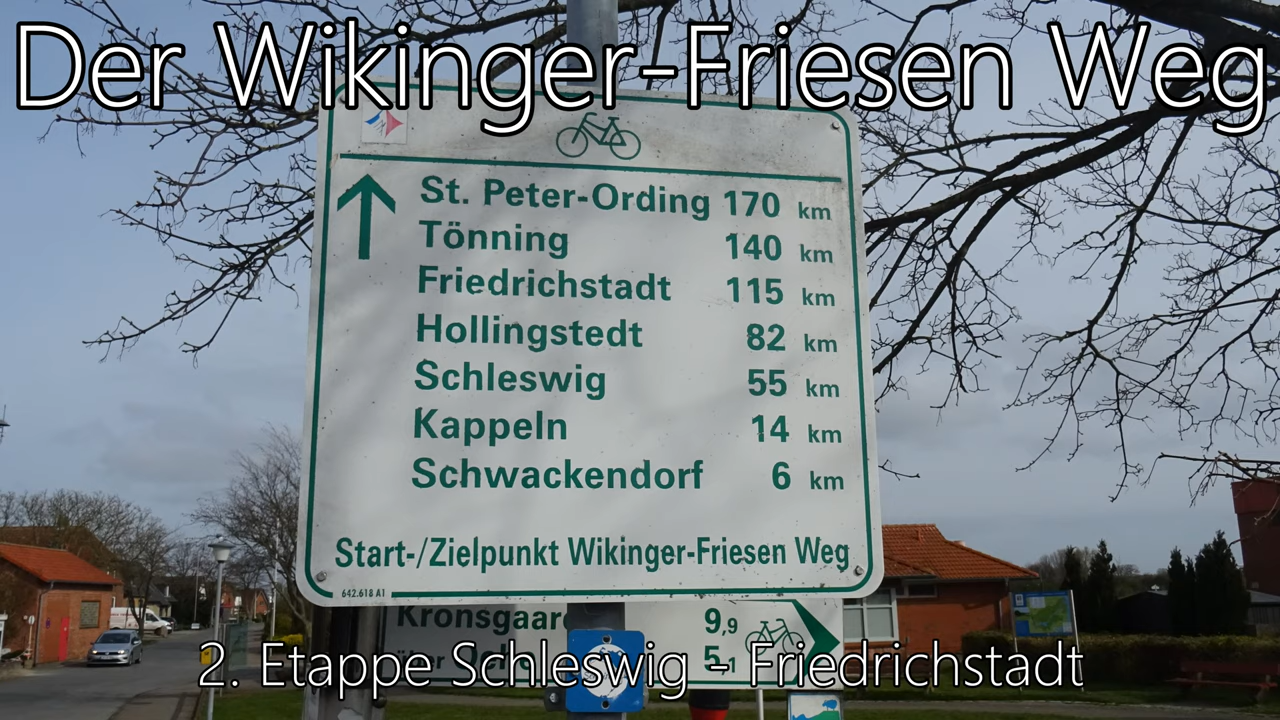 Der Wikinger-Friesen Weg
St. Peter-Ording 170 km
Tönning 140 km
Friedrichstadt 115 km
Hollingstedt 82 km
Schleswig 55 km
Kappeln 14 km
Schwackendorf 6 km
Start-/Zielpunkt Wikinger-Friesen Weg
642.618 A1
Kronsgaard 9,9
5,1
2. Etappe Schleswig - Friedrichstadt